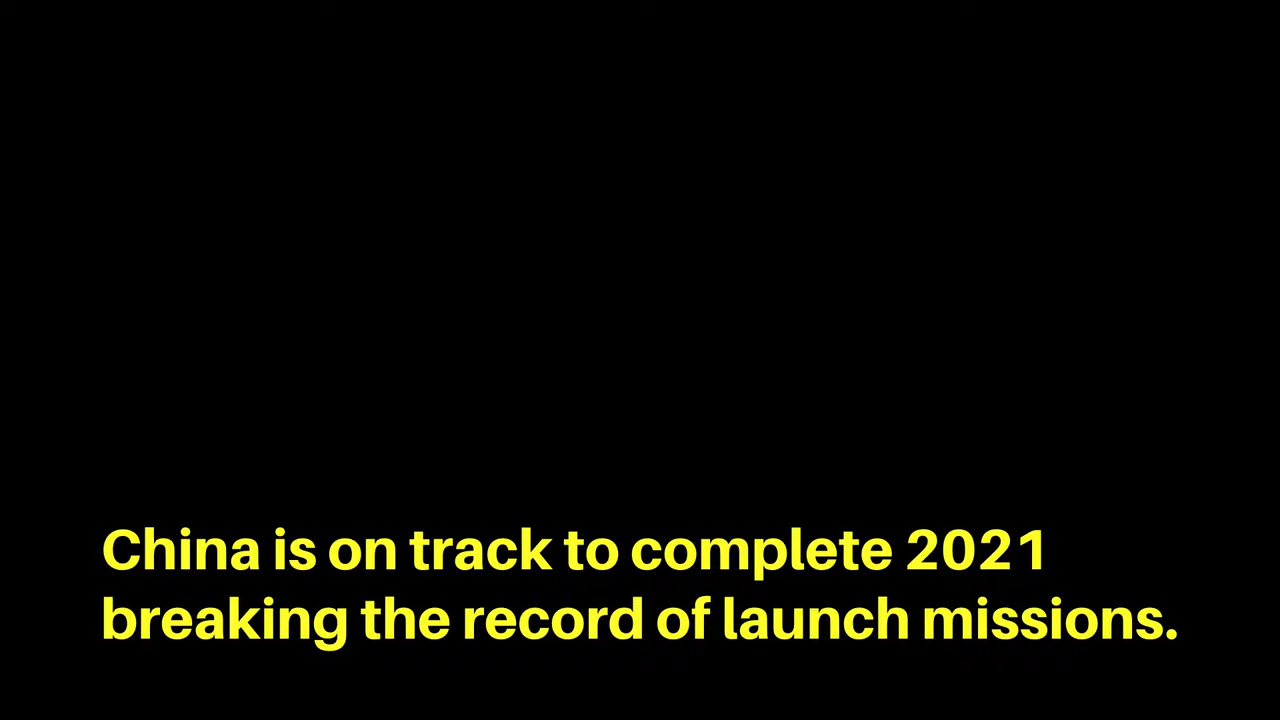 China is on track to complete 2021
breaking the record of launch missions.